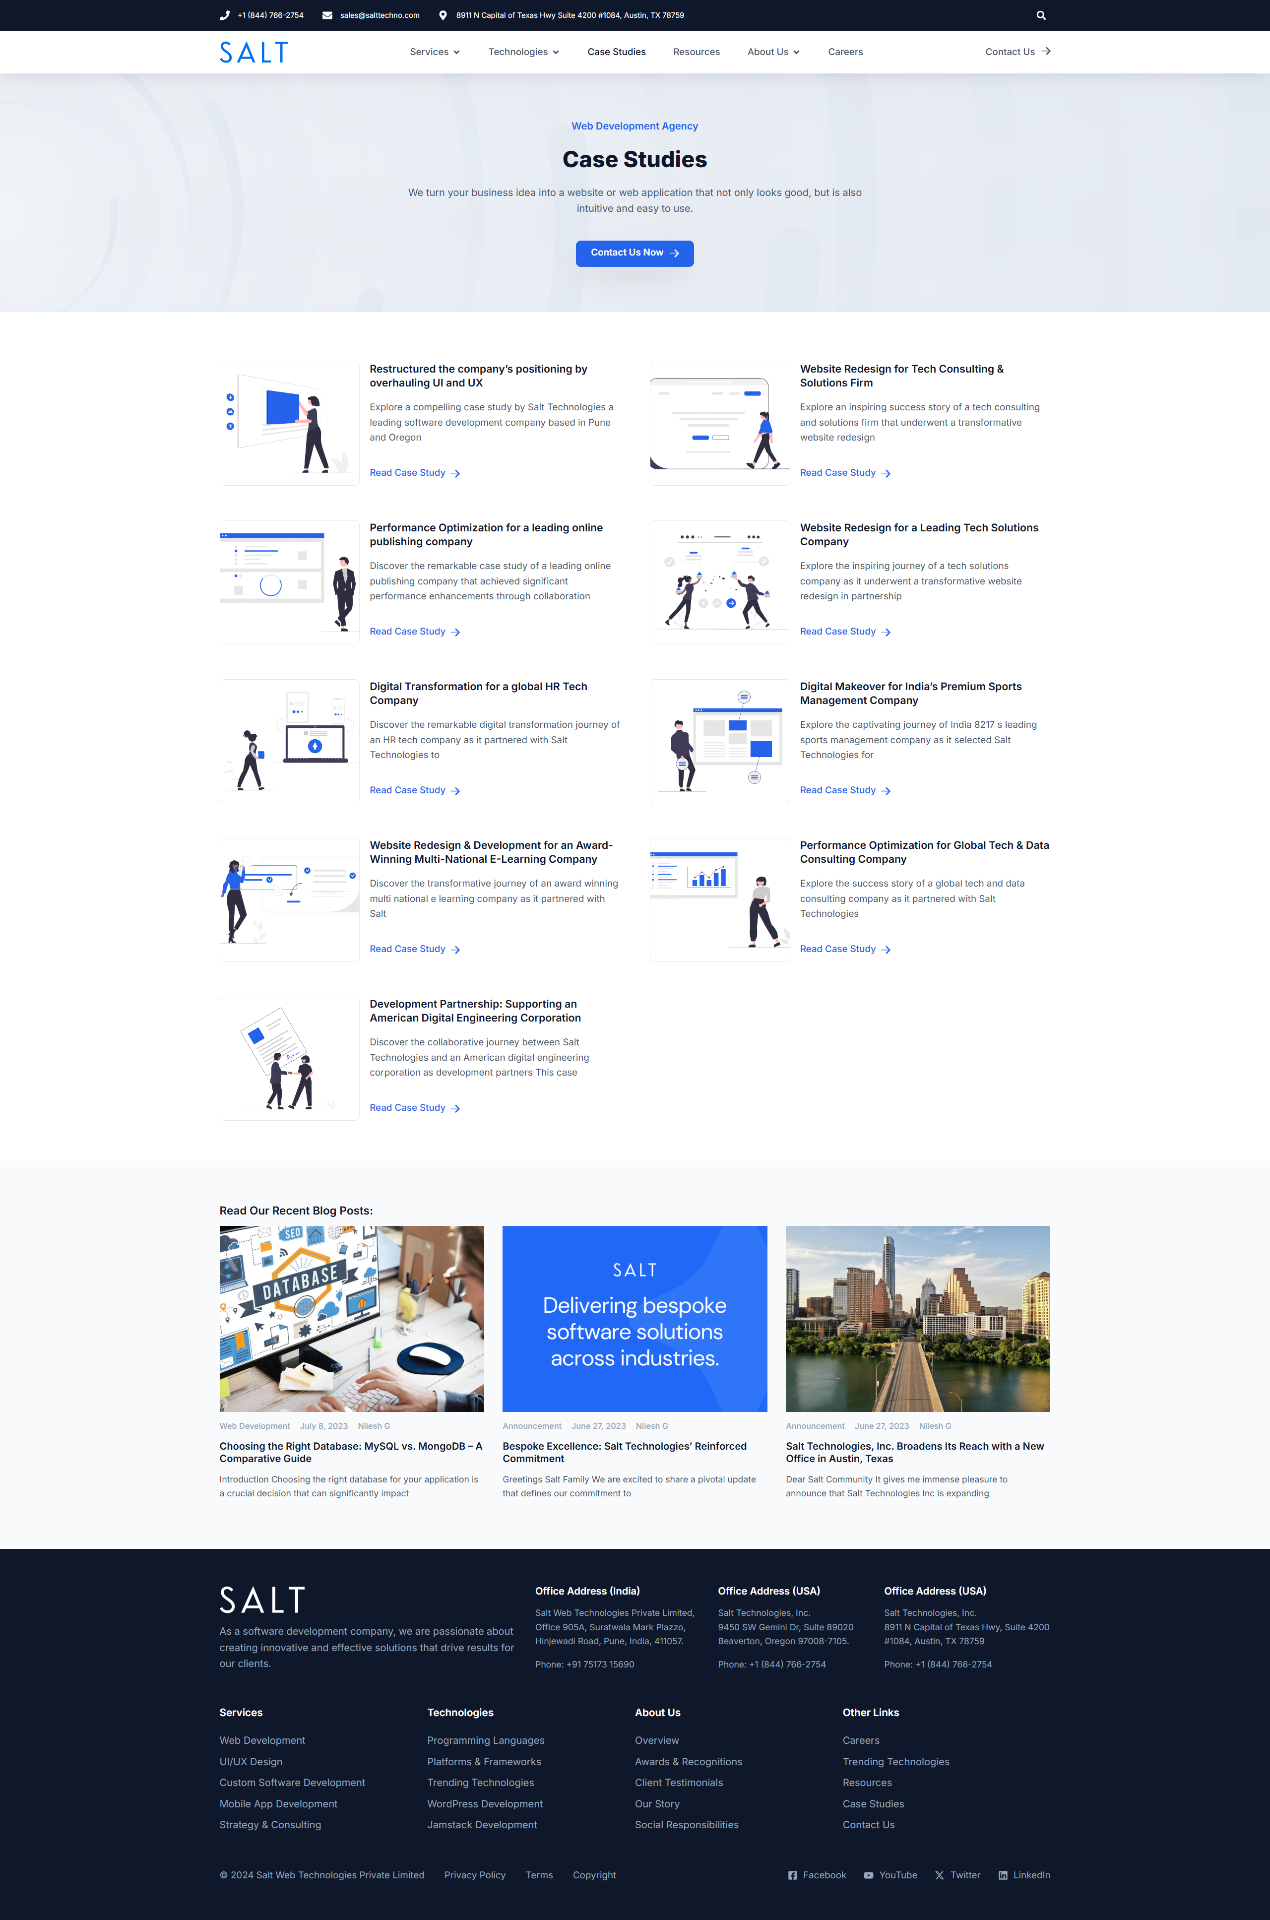 +1 (844) 766-2754
sales@salttechno.com
8911 N Capital of Texas Hwy Suite 4200 #1084, Austin, TX 78759
SALT
Services
Technologies
Case Studies
Resources
About Us
Careers
Contact Us
Web Development Agency
Case Studies
We turn your business idea into a website or web application that not only looks good, but is also
intuitive and easy to use.
Contact Us Now
Restructured the company's positioning by
overhauling UI and UX
Explore a compelling case study by Salt Technologies a
leading software development company based in Pune
and Oregon
Read Case Study
Website Redesign for Tech Consulting &
Solutions Firm
Explore an inspiring success story of a tech consulting
and solutions firm that underwent a transformative
website redesign
Read Case Study
Performance Optimization for a leading online
publishing company
Discover the remarkable case study of a leading online
publishing company that achieved significant
performance enhancements through collaboration
Read Case Study
Website Redesign for a Leading Tech Solutions
Company
Explore the inspiring journey of a tech solutions
company as it underwent a transformative website
redesign in partnership
Read Case Study
Digital Transformation for a global HR Tech
Company
Discover the remarkable digital transformation journey of
an HR tech company as it partnered with Salt
Technologies to
Read Case Study
Digital Makeover for India's Premium Sports
Management Company
Explore the captivating journey of India 8217 s leading
sports management company as it selected Salt
Technologies for
Read Case Study
Website Redesign & Development for an Award-
Winning Multi-National E-Learning Company
Discover the transformative journey of an award winning
multi national e learning company as it partnered with
Salt
Read Case Study
Performance Optimization for Global Tech & Data
Consulting Company
Explore the success story of a global tech and data
consulting company as it partnered with Salt
Technologies
Read Case Study
Development Partnership: Supporting an
American Digital Engineering Corporation
Discover the collaborative journey between Salt
Technologies and an American digital engineering
corporation as development partners This case
Read Case Study
Read Our Recent Blog Posts:
SEO
DATABASE
SALT
Delivering bespoke
software solutions
across industries.
Web Development July 8, 2023 Nilesh G
Choosing the Right Database: MySQL vs. MongoDB – A
Comparative Guide
Introduction Choosing the right database for your application is
a crucial decision that can significantly impact
Announcement June 27, 2023 Nilesh G
Bespoke Excellence: Salt Technologies' Reinforced
Commitment
Greetings Salt Family We are excited to share a pivotal update
that defines our commitment to
Announcement June 27, 2023 Nilesh G
Salt Technologies, Inc. Broadens Its Reach with a New
Office in Austin, Texas
Dear Salt Community It gives me immense pleasure to
announce that Salt Technologies Inc is expanding
SALT
As a software development company, we are passionate about
creating innovative and effective solutions that drive results for
our clients.
Office Address (India)
Salt Web Technologies Private Limited,
Office 905A, Suratwala Mark Plazzo,
Hinjewadi Road, Pune, India, 411057.
Phone: +91 75173 15690
Office Address (USA)
Salt Technologies, Inc.
9450 SW Gemini Dr, Suite 89020
Beaverton, Oregon 97008-7105.
Phone: +1 (844) 766-2754
Office Address (USA)
Salt Technologies, Inc.
8911 N Capital of Texas Hwy, Suite 4200
#1084, Austin, TX 78759
Phone: +1 (844) 766-2754
Services
Web Development
UI/UX Design
Custom Software Development
Mobile App Development
Strategy & Consulting
Technologies
Programming Languages
Platforms & Frameworks
Trending Technologies
WordPress Development
Jamstack Development
About Us
Overview
Awards & Recognitions
Client Testimonials
Our Story
Social Responsibilities
Other Links
Careers
Trending Technologies
Resources
Case Studies
Contact Us
© 2024 Salt Web Technologies Private Limited
Privacy Policy
Terms
Copyright
Facebook
YouTube
Twitter
LinkedIn